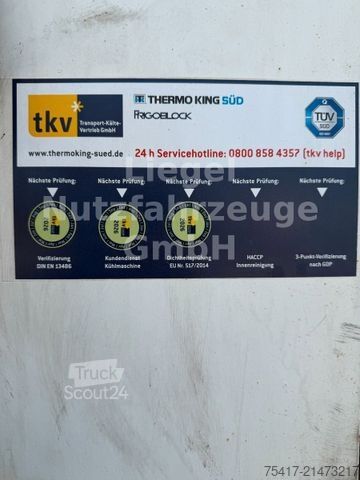 tkv
Transport-Kälte-
Vertrieb GmbH
THERMO KING SÜD
FRIGOBLOCK
TÜV
SÜD
www.thermoking-sued.de
24 h Servicehotline: 0800 858 4357 (tkv help)
Nächste Prüfung: Nächste Prüfung: Nächste Prüfung: Nächste Prüfung: Nächste Prüfung:
Verifizierung
DIN EN 13486
Kundendienst
Kühlmaschine
Dichtheitsprüfung
EU Nr. 517/2014
HACCP
Innenreinigung
3-Punkt-Verifizierung
nach GDP
Liegel
Nutzfahrzeuge
GmbH
Truck
Scout24
75417-21473217